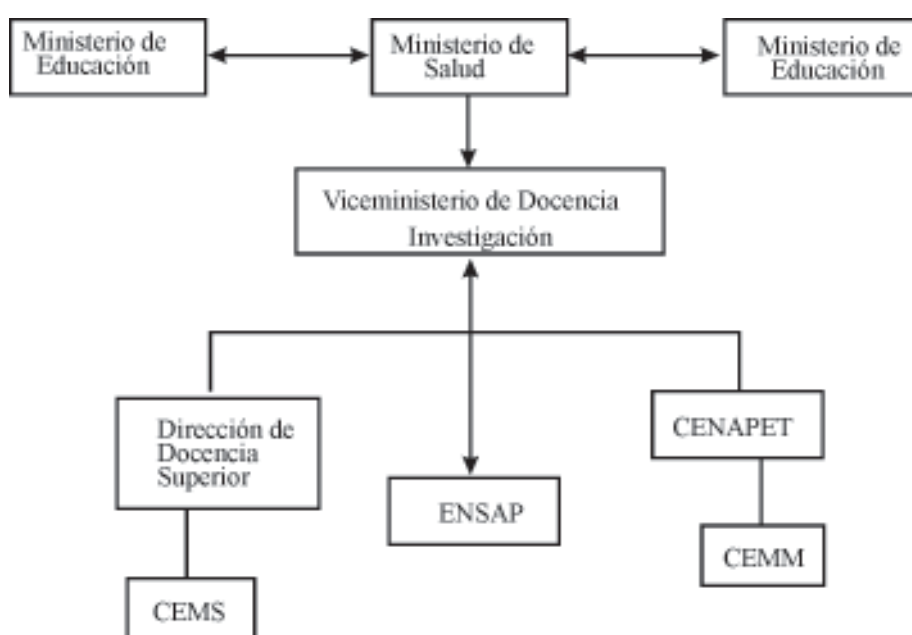 Ministerio de
Educación
Ministerio de
Salud
Ministerio de
Educación
Viceministerio de Docencia
Investigación
Dirección de
Docencia
Superior
CENAPET
ENSAP
CEMM
CEMS